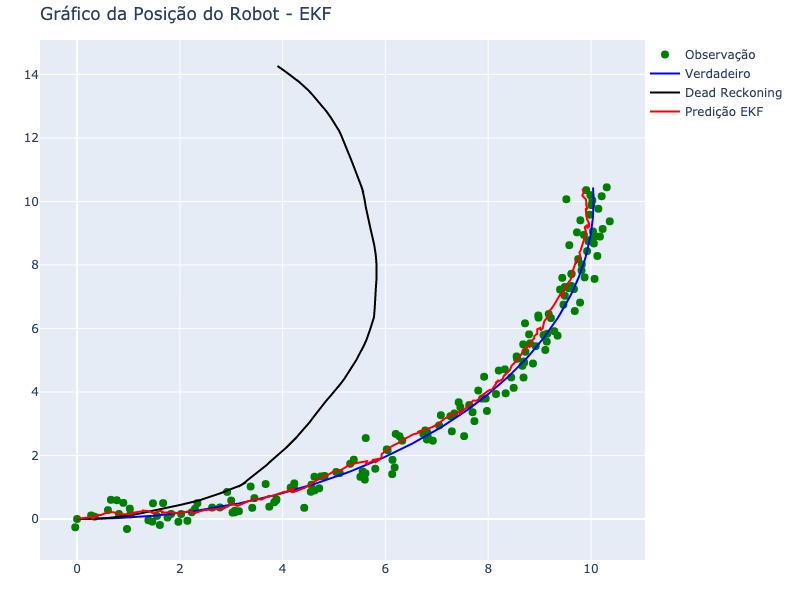 Gráfico da Posição do Robot - EKF
Observação
Verdadeiro
Dead Reckoning
Predição EKF
14
12
10
8
6
4
2
0
0 2 4 6 8 10